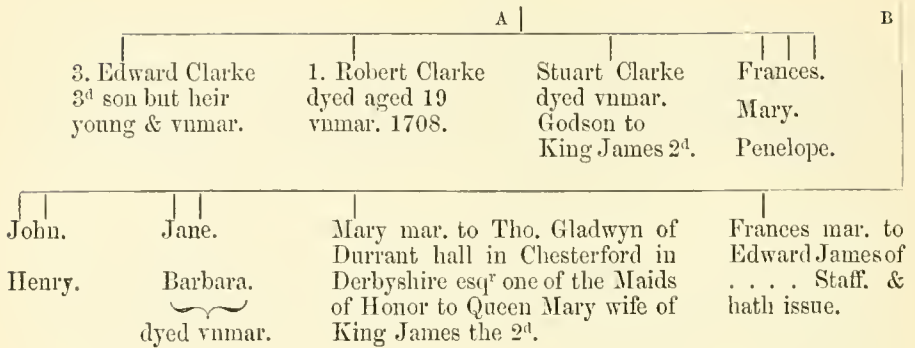 A B
3. Edward Clarke
3d son but heir
young & vnmar.
1. Robert Clarke
dyed aged 19
vnmar. 1708.
Stuart Clarke
dyed vnmar.
Godson to
King James 2d.
Frances.
Mary.
Penelope.
John.
Henry.
Jane.
Barbara.
dyed vnmar.
Mary mar. to Tho. Gladwyn of
Durrant hall in Chesterford in
Derbyshire esqr one of the Maids
of Honor to Queen Mary wife of
King James the 2d.
Frances mar. to
Edward James of
. . . . Staff. &
hath issue.